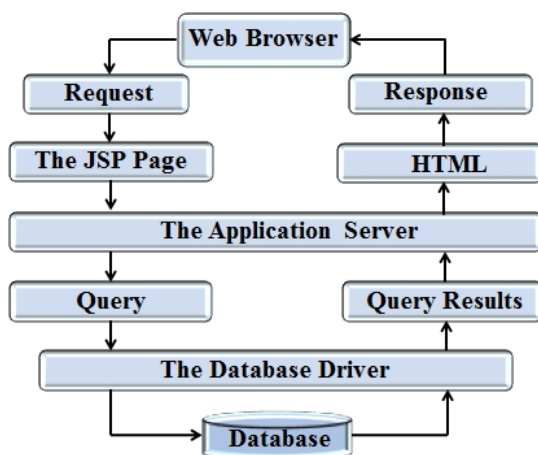 Web Browser
Request
Response
The JSP Page
HTML
The Application Server
Query
Query Results
The Database Driver
Database